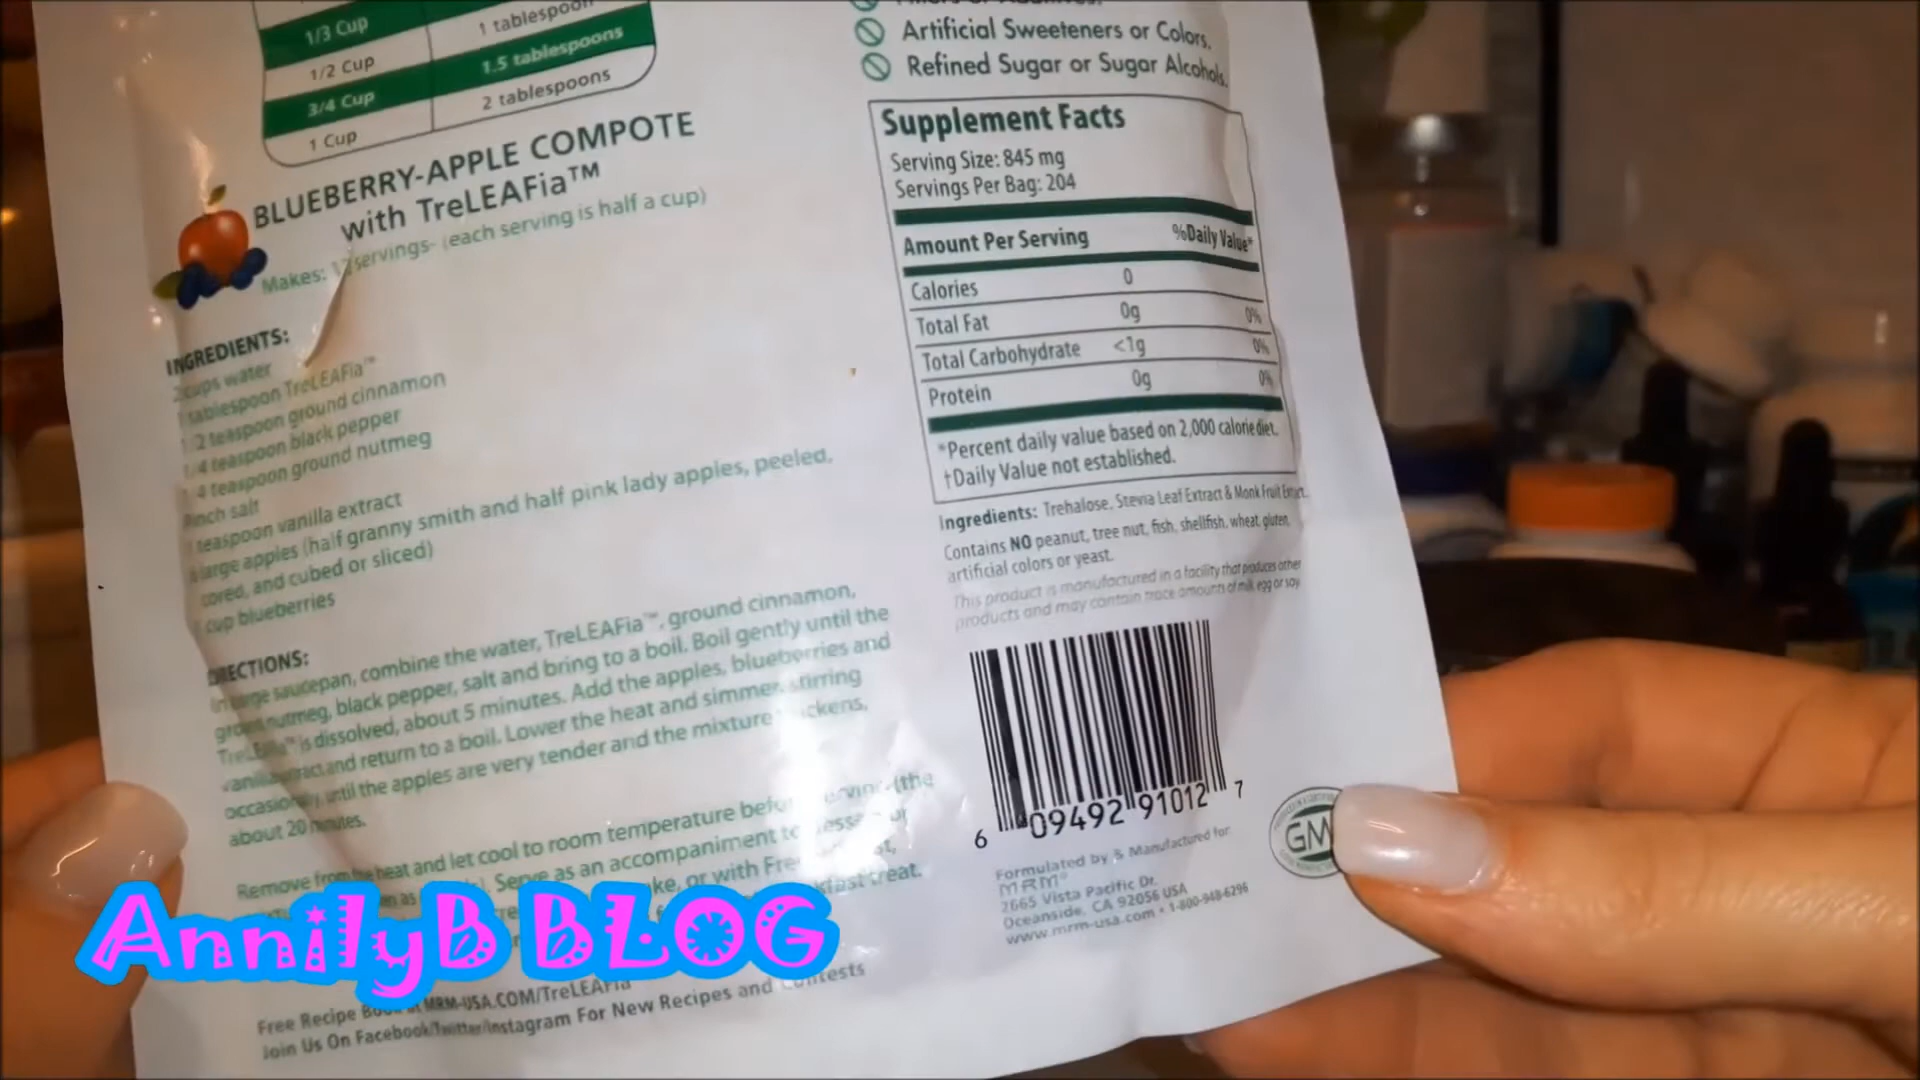 1/3 Cup
1 tablespoon
1/2 Cup
1.5 tablespoons
3/4 Cup
2 tablespoons
1 Cup
BLUEBERRY-APPLE COMPOTE
with TreLEAFia™
Makes: servings- (each serving is half a cup)
INGREDIENTS:
2 cups water
1 tablespoon TreLEAFia™
1/2 teaspoon ground cinnamon
1/4 teaspoon black pepper
1/4 teaspoon ground nutmeg
Pinch salt
1 teaspoon vanilla extract
large apples (half granny smith and half pink lady apples, peeled,
cored, and cubed or sliced)
cup blueberries
DIRECTIONS:
In large saucepan, combine the water, TreLEAFia™, ground cinnamon,
ground nutmeg, black pepper, salt and bring to a boil. Boil gently until the
TreLEAFia™ is dissolved, about 5 minutes. Add the apples, blueberries and
vanilla extract and return to a boil. Lower the heat and simmer, stirring
occasionally, until the apples are very tender and the mixture thickens,
about 20 minutes.
Remove from the heat and let cool to room temperature before serving (the
Serve as an accompaniment to
or with
treat.
Free Recipe Book at MRM-USA.COM/TreLEAFia
Join Us On Facebook/Twitter/Instagram For New Recipes and Contests
Artificial Sweeteners or Colors.
Refined Sugar or Sugar Alcohols.
Supplement Facts
Serving Size: 845 mg
Servings Per Bag: 204
Amount Per Serving %Daily Value*
Calories 0
Total Fat 0g 0%
Total Carbohydrate <1g 0%
Protein 0g 0%
*Percent daily value based on 2,000 calorie diet.
†Daily Value not established.
Ingredients: Trehalose, Stevia Leaf Extract & Monk Fruit Extract.
Contains NO peanut, tree nut, fish, shellfish, wheat, gluten,
artificial colors or yeast.
This product is manufactured in a facility that produces other
products and may contain trace amounts of milk, egg or soy
6 09492 91012 7
Formulated by & Manufactured for:
MRM®
2665 Vista Pacific Dr.
Oceanside, CA 92056 USA
www.mrm-usa.com • 1-800-948-6296
GM
AnnilyB BLOG